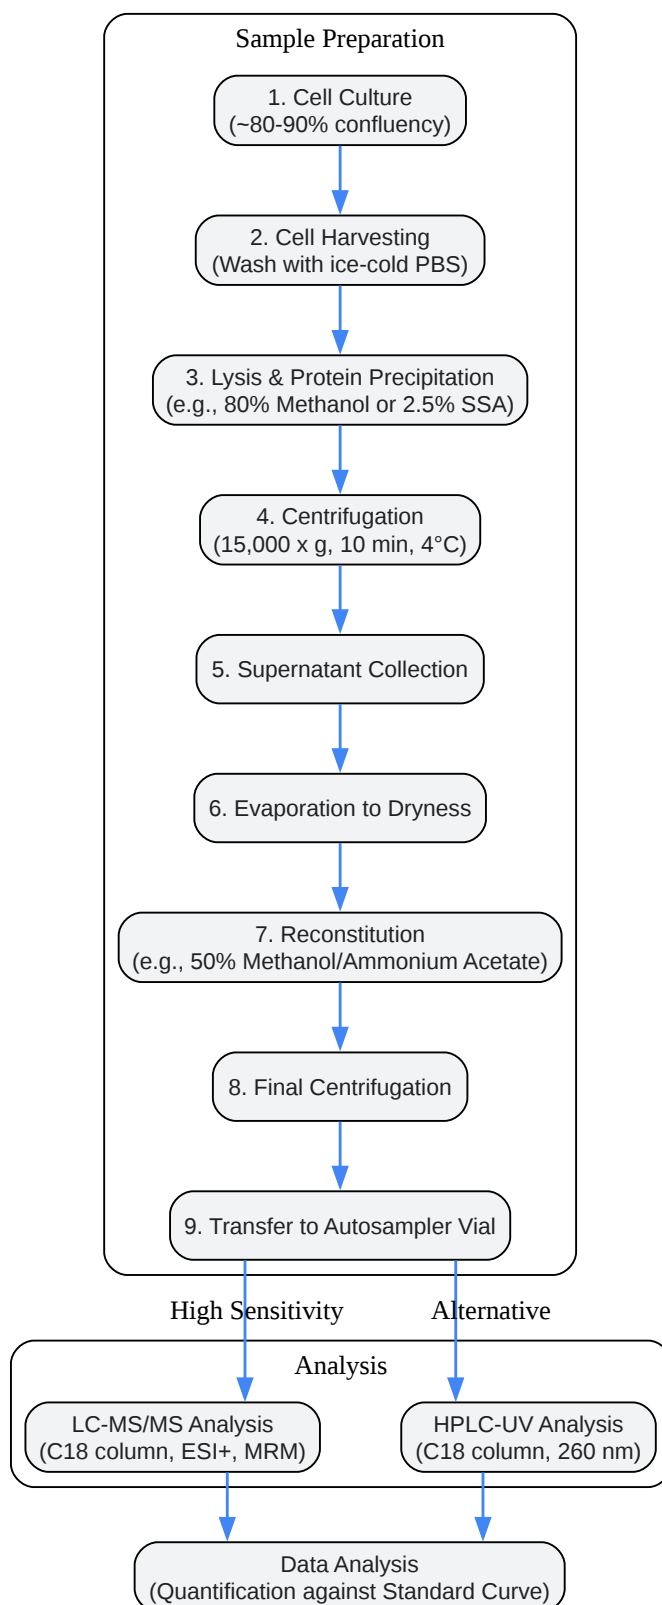 Sample Preparation
1. Cell Culture
(~80-90% confluency)
2. Cell Harvesting
(Wash with ice-cold PBS)
3. Lysis & Protein Precipitation
(e.g., 80% Methanol or 2.5% SSA)
4. Centrifugation
(15,000 x g, 10 min, 4°C)
5. Supernatant Collection
6. Evaporation to Dryness
7. Reconstitution
(e.g., 50% Methanol/Ammonium Acetate)
8. Final Centrifugation
9. Transfer to Autosampler Vial
High Sensitivity
Alternative
Analysis
LC-MS/MS Analysis
(C18 column, ESI+, MRM)
HPLC-UV Analysis
(C18 column, 260 nm)
Data Analysis
(Quantification against Standard Curve)